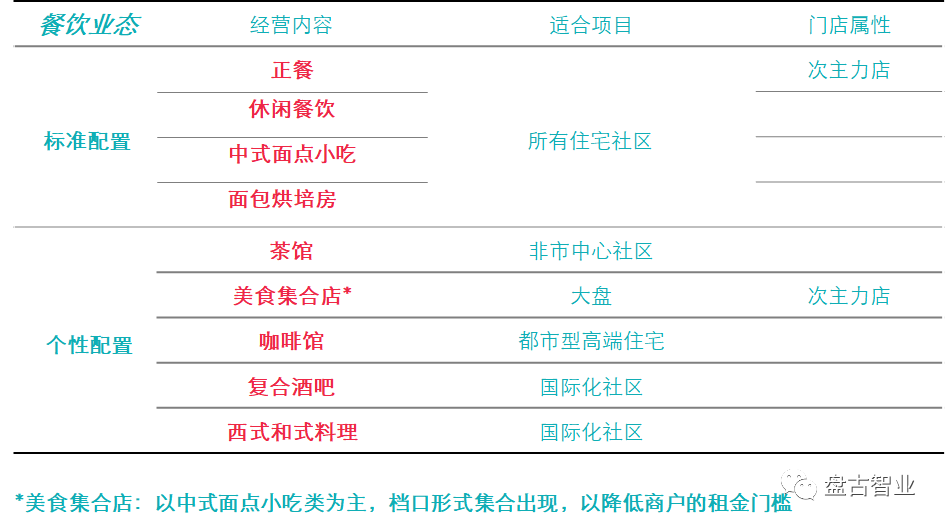 餐饮业态 经营内容 适合项目 门店属性
正餐 次主力店
休闲餐饮
标准配置 所有住宅社区
中式面点小吃
面包烘培房
茶馆 非市中心社区
美食集合店* 大盘 次主力店
个性配置 咖啡馆 都市型高端住宅
复合酒吧 国际化社区
西式和式料理 国际化社区
*美食集合店：以中式面点小吃类为主，档口形式集合出现，以降低商户的租金门槛
盘古智业